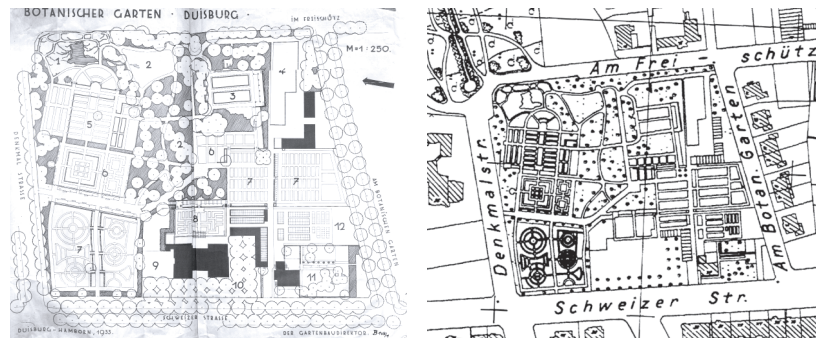 BOTANISCHER GARTEN · DUISBURG ·
IM FREISCHÜTZ
M=1:250.
1
2
3
4
5
6
2
6
7
7
7
8
9
10
11
12
DENKMAL STRASSE
AM BOTANISCHEN GARTEN
SCHWEIZER STRASSE
DUISBURG-HAMBORN, 1933.
DER GARTENBAUDIREKTOR:
Am Frei - schütz
Denkmalstr.
Am Botan. Garten
Schweizer Str.